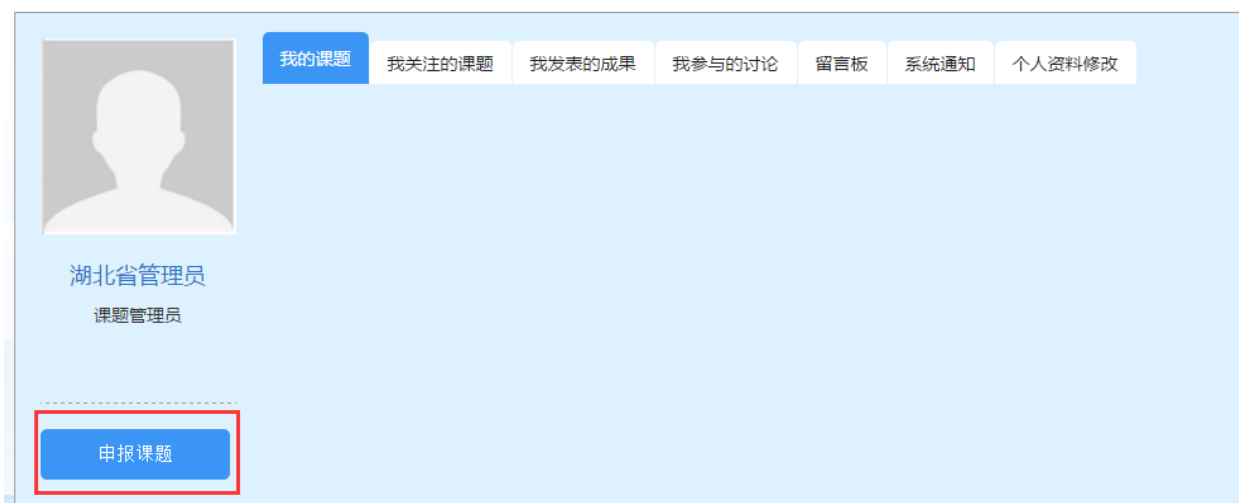 我的课题 我关注的课题 我发表的成果 我参与的讨论 留言板 系统通知 个人资料修改
湖北省管理员
课题管理员
申报课题